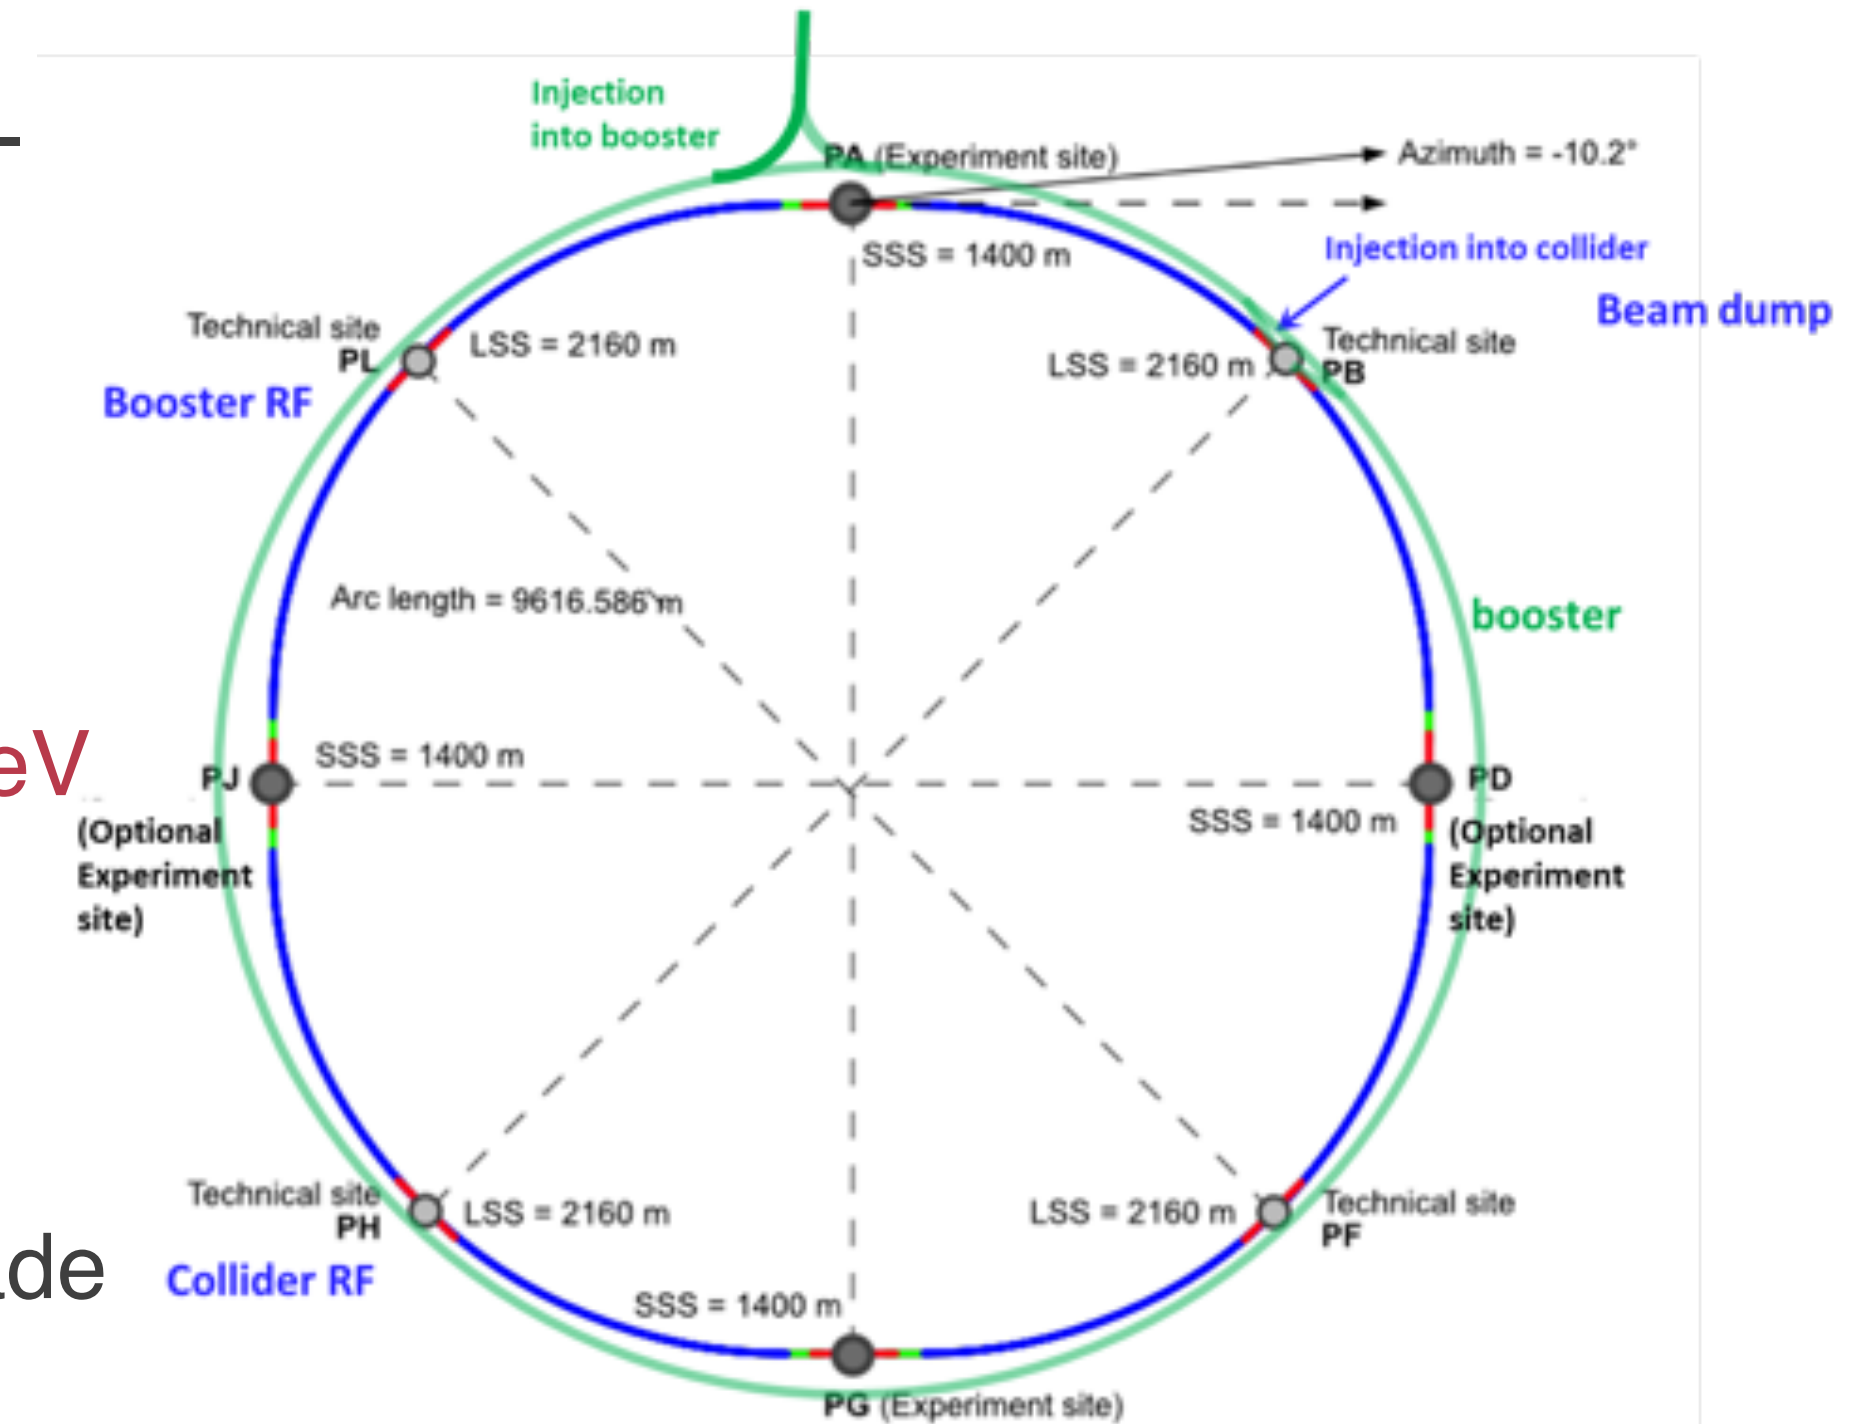 Injection
into booster
PA (Experiment site)
Azimuth = -10.2°
SSS = 1400 m
Injection into collider
Beam dump
Technical site
PL
LSS = 2160 m
Booster RF
LSS = 2160 m
Technical site
PB
Arc length = 9616.586 m
booster
eV
PJ
SSS = 1400 m
(Optional
Experiment
site)
PD
SSS = 1400 m
(Optional
Experiment
site)
Technical site
PH
LSS = 2160 m
Collider RF
ade
LSS = 2160 m
Technical site
PF
SSS = 1400 m
PG (Experiment site)